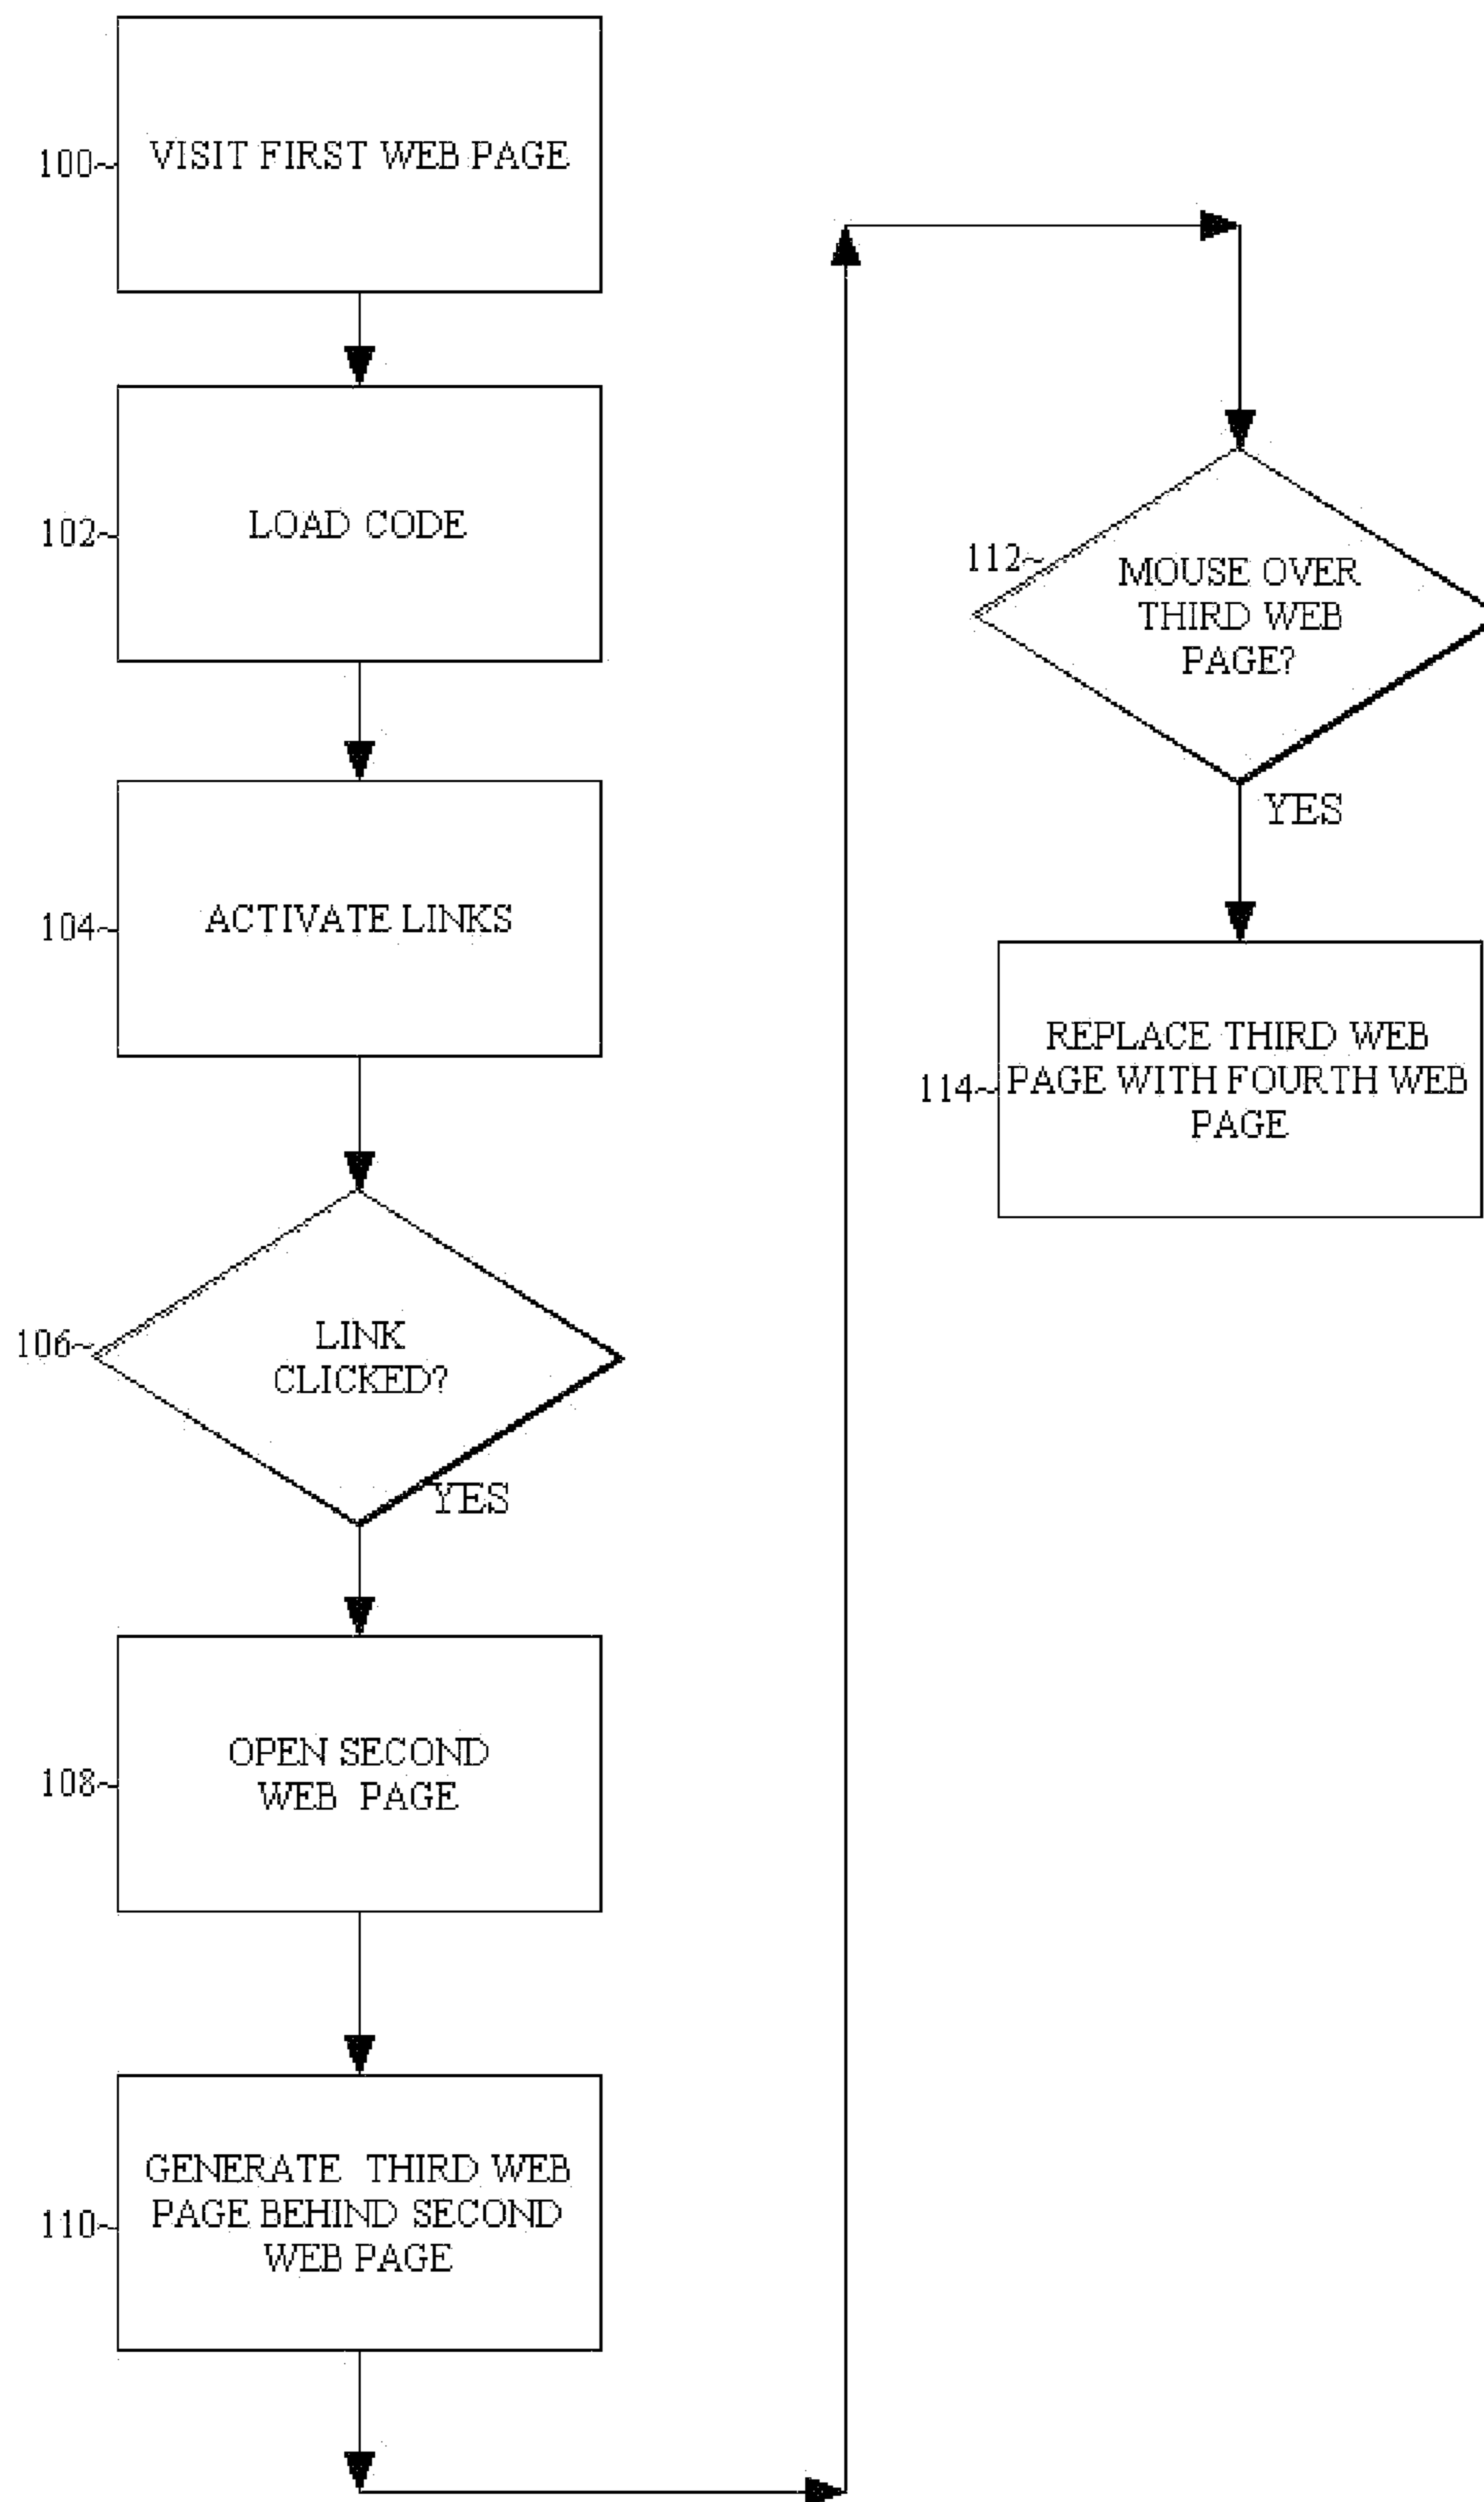 100~
VISIT FIRST WEB PAGE
102~
LOAD CODE
104~
ACTIVATE LINKS
106~
LINK
CLICKED?
YES
108~
OPEN SECOND
WEB PAGE
110~
GENERATE THIRD WEB
PAGE BEHIND SECOND
WEB PAGE
112~
MOUSE OVER
THIRD WEB
PAGE?
YES
114~
REPLACE THIRD WEB
PAGE WITH FOURTH WEB
PAGE